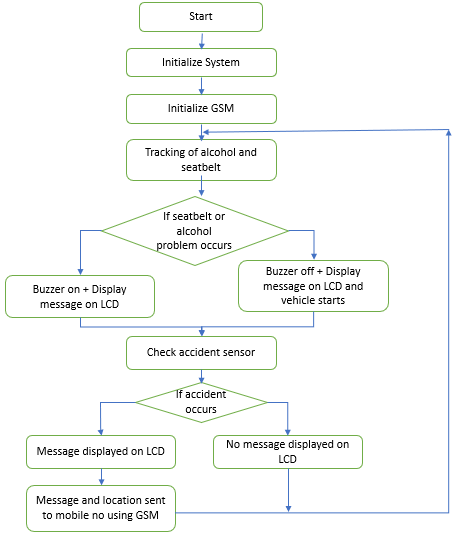 Start
Initialize System
Initialize GSM
Tracking of alcohol and
seatbelt
If seatbelt or
alcohol
problem occurs
Buzzer on + Display
message on LCD
Buzzer off + Display
message on LCD and
vehicle starts
Check accident sensor
If accident
occurs
Message displayed on LCD
No message displayed on
LCD
Message and location sent
to mobile no using GSM